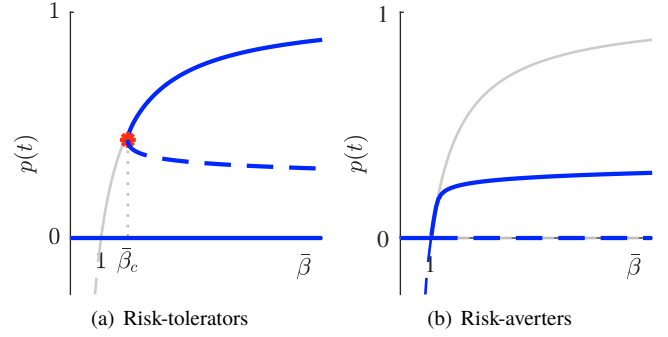 1
1
p(t)
p(t)
0
0
1
β̄c
β̄
1
β̄
(a) Risk-tolerators
(b) Risk-averters